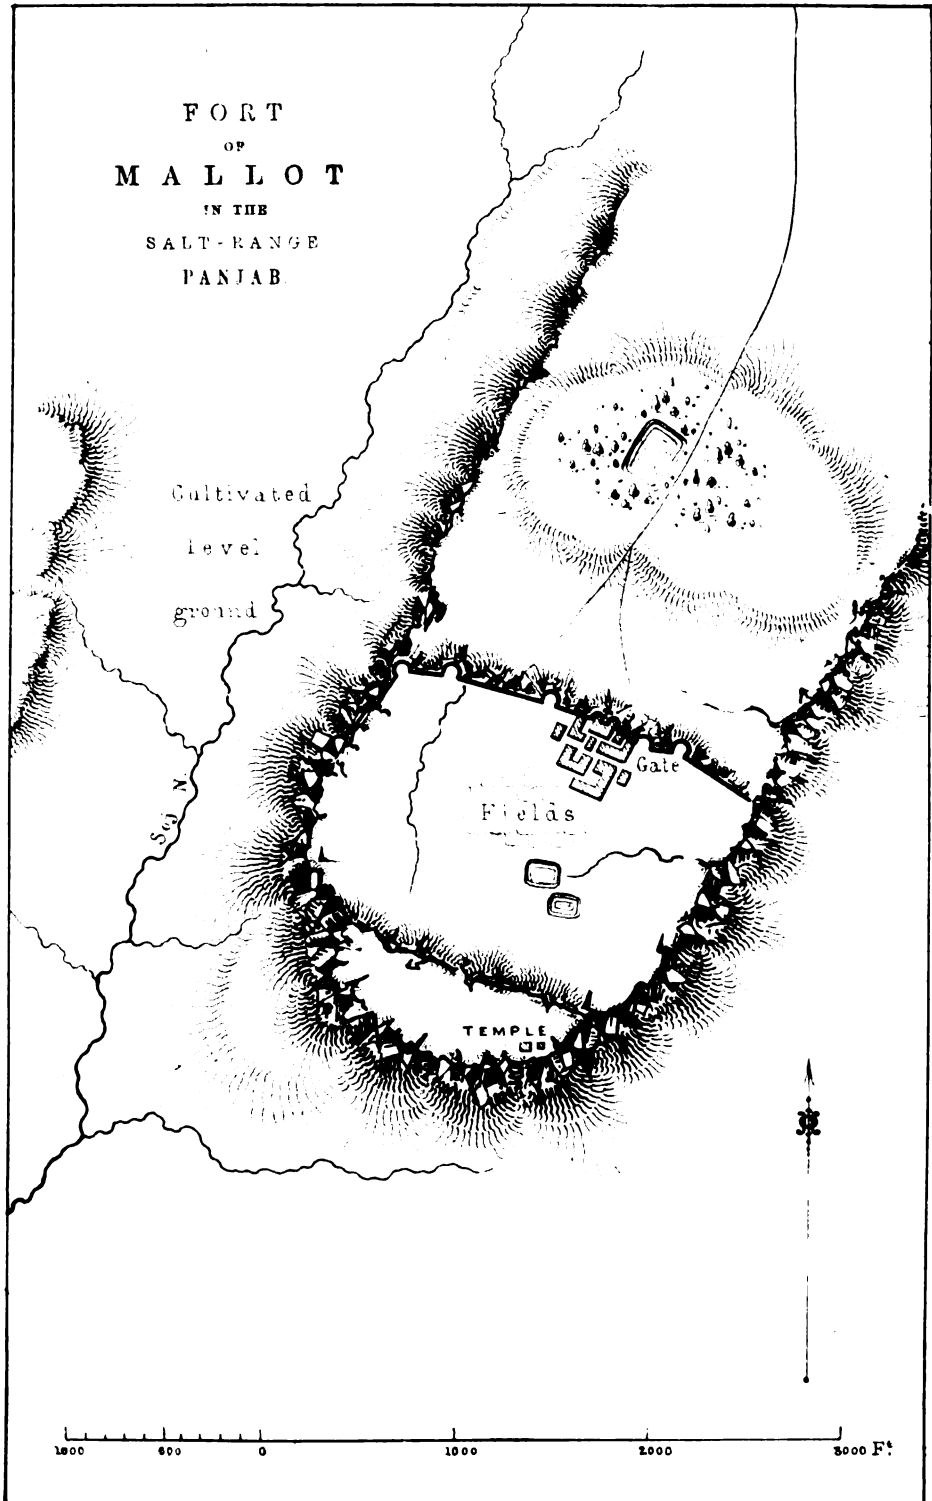 FORT
OF
MALLOT
IN THE
SALT-RANGE
PANJAB.
Cultivated
level
ground
Gate
Fields
TEMPLE
1000 500 0 1000 2000 3000 Ft.